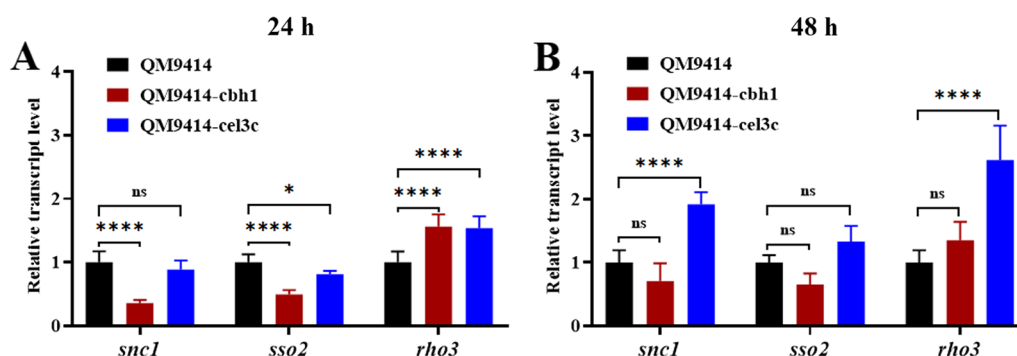 24 h
A
Relative transcript level
4
3
2
1
0
QM9414
QM9414-cbh1
QM9414-cel3c
ns
****
*
****
****
****
snc1
sso2
rho3
48 h
B
Relative transcript level
4
3
2
1
0
QM9414
QM9414-cbh1
QM9414-cel3c
****
ns
ns
ns
****
ns
snc1
sso2
rho3